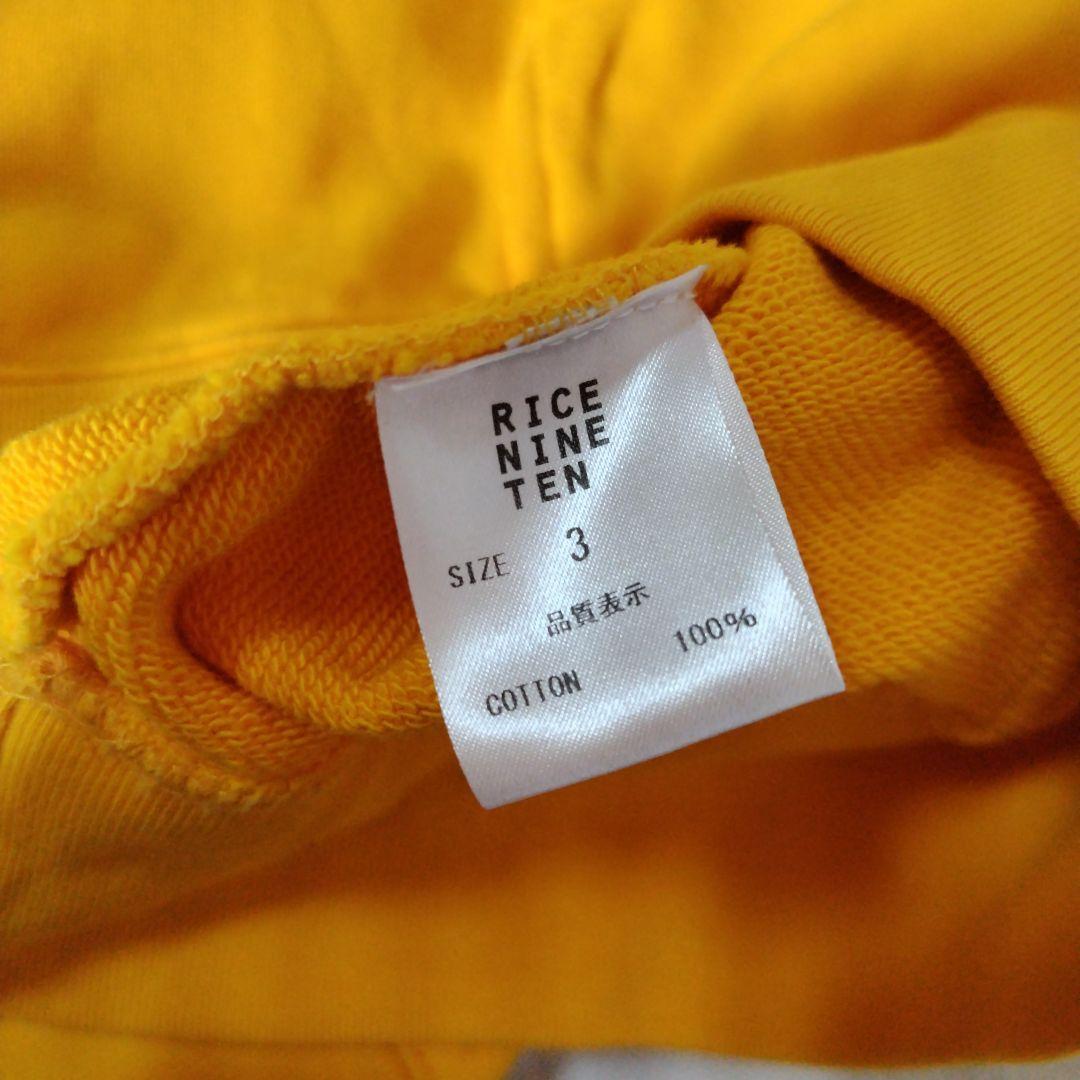 RICE
NINE
TEN
SIZE 3
品質表示
COTTON 100%